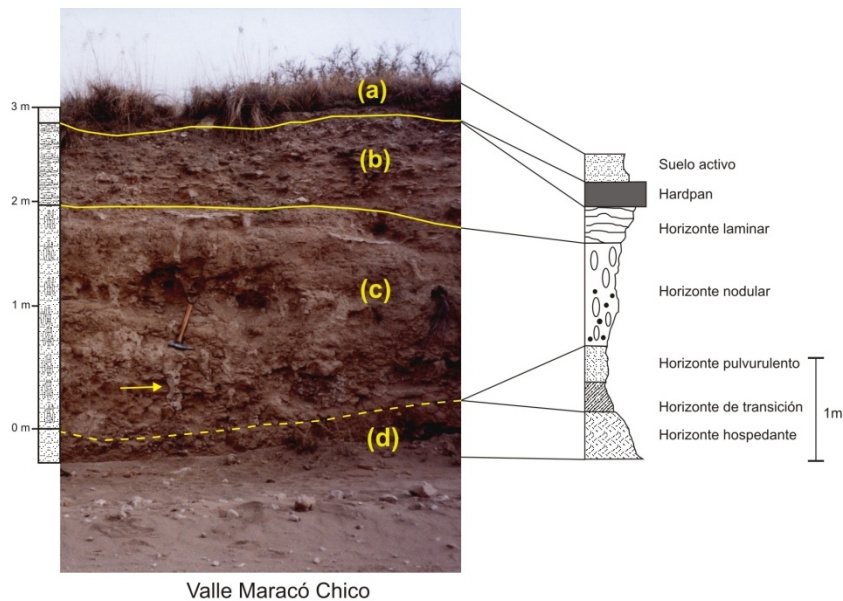 (a)
3 m
(b)
Suelo activo
Hardpan
2 m
Horizonte laminar
(c)
Horizonte nodular
1 m
Horizonte pulvurulento
Horizonte de transición
1m
0 m
(d)
Horizonte hospedante
Valle Maracó Chico